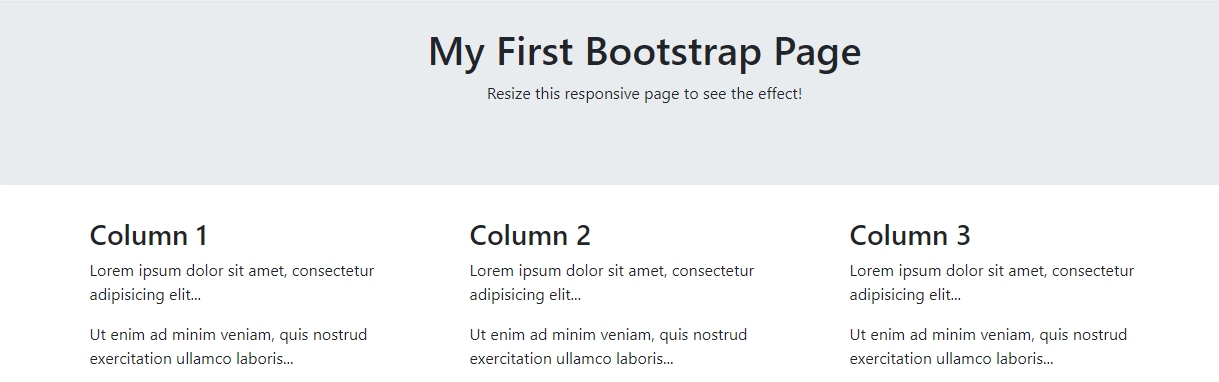 My First Bootstrap Page
Resize this responsive page to see the effect!
Column 1
Lorem ipsum dolor sit amet, consectetur
adipisicing elit...
Ut enim ad minim veniam, quis nostrud
exercitation ullamco laboris...
Column 2
Lorem ipsum dolor sit amet, consectetur
adipisicing elit...
Ut enim ad minim veniam, quis nostrud
exercitation ullamco laboris...
Column 3
Lorem ipsum dolor sit amet, consectetur
adipisicing elit...
Ut enim ad minim veniam, quis nostrud
exercitation ullamco laboris...